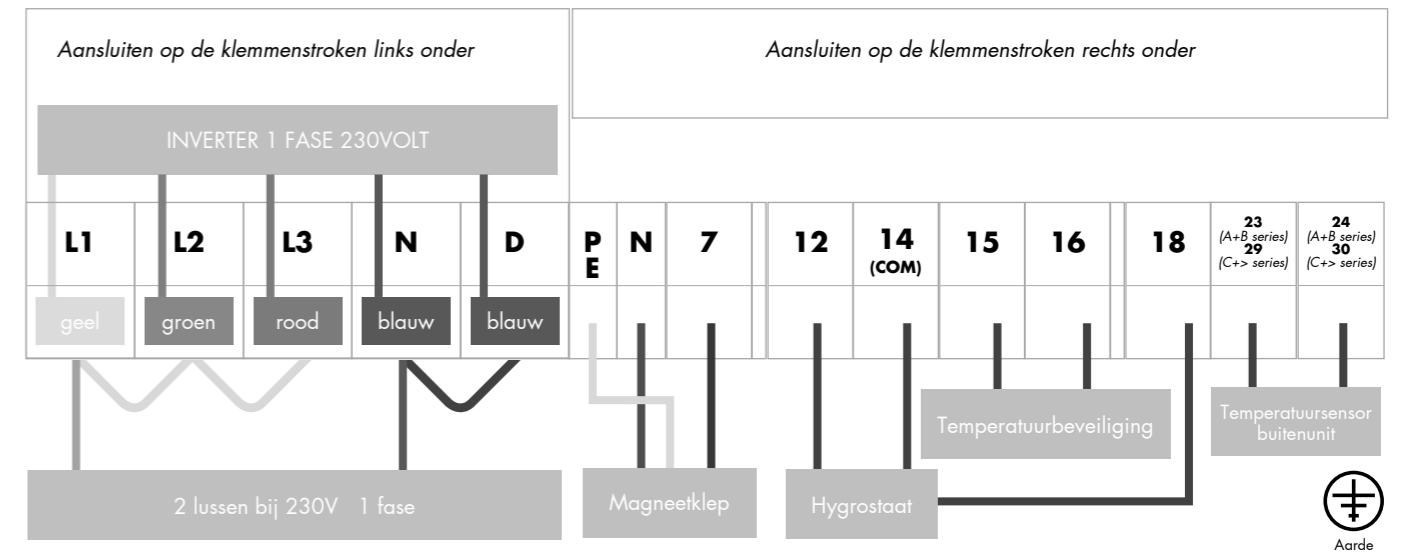 Aansluiten op de klemmenstroken links onder
Aansluiten op de klemmenstroken rechts onder
INVERTER 1 FASE 230VOLT
L1
L2
L3
N
D
P
E
N
7
12
14
(COM)
15
16
18
23
(A+B series)
29
(C+> series)
24
(A+B series)
30
(C+> series)
geel
groen
rood
blauw
blauw
Temperatuurbeveiliging
Temperatuursensor
buitenunit
2 lussen bij 230V 1 fase
Magneetklep
Hygrostaat
Aarde